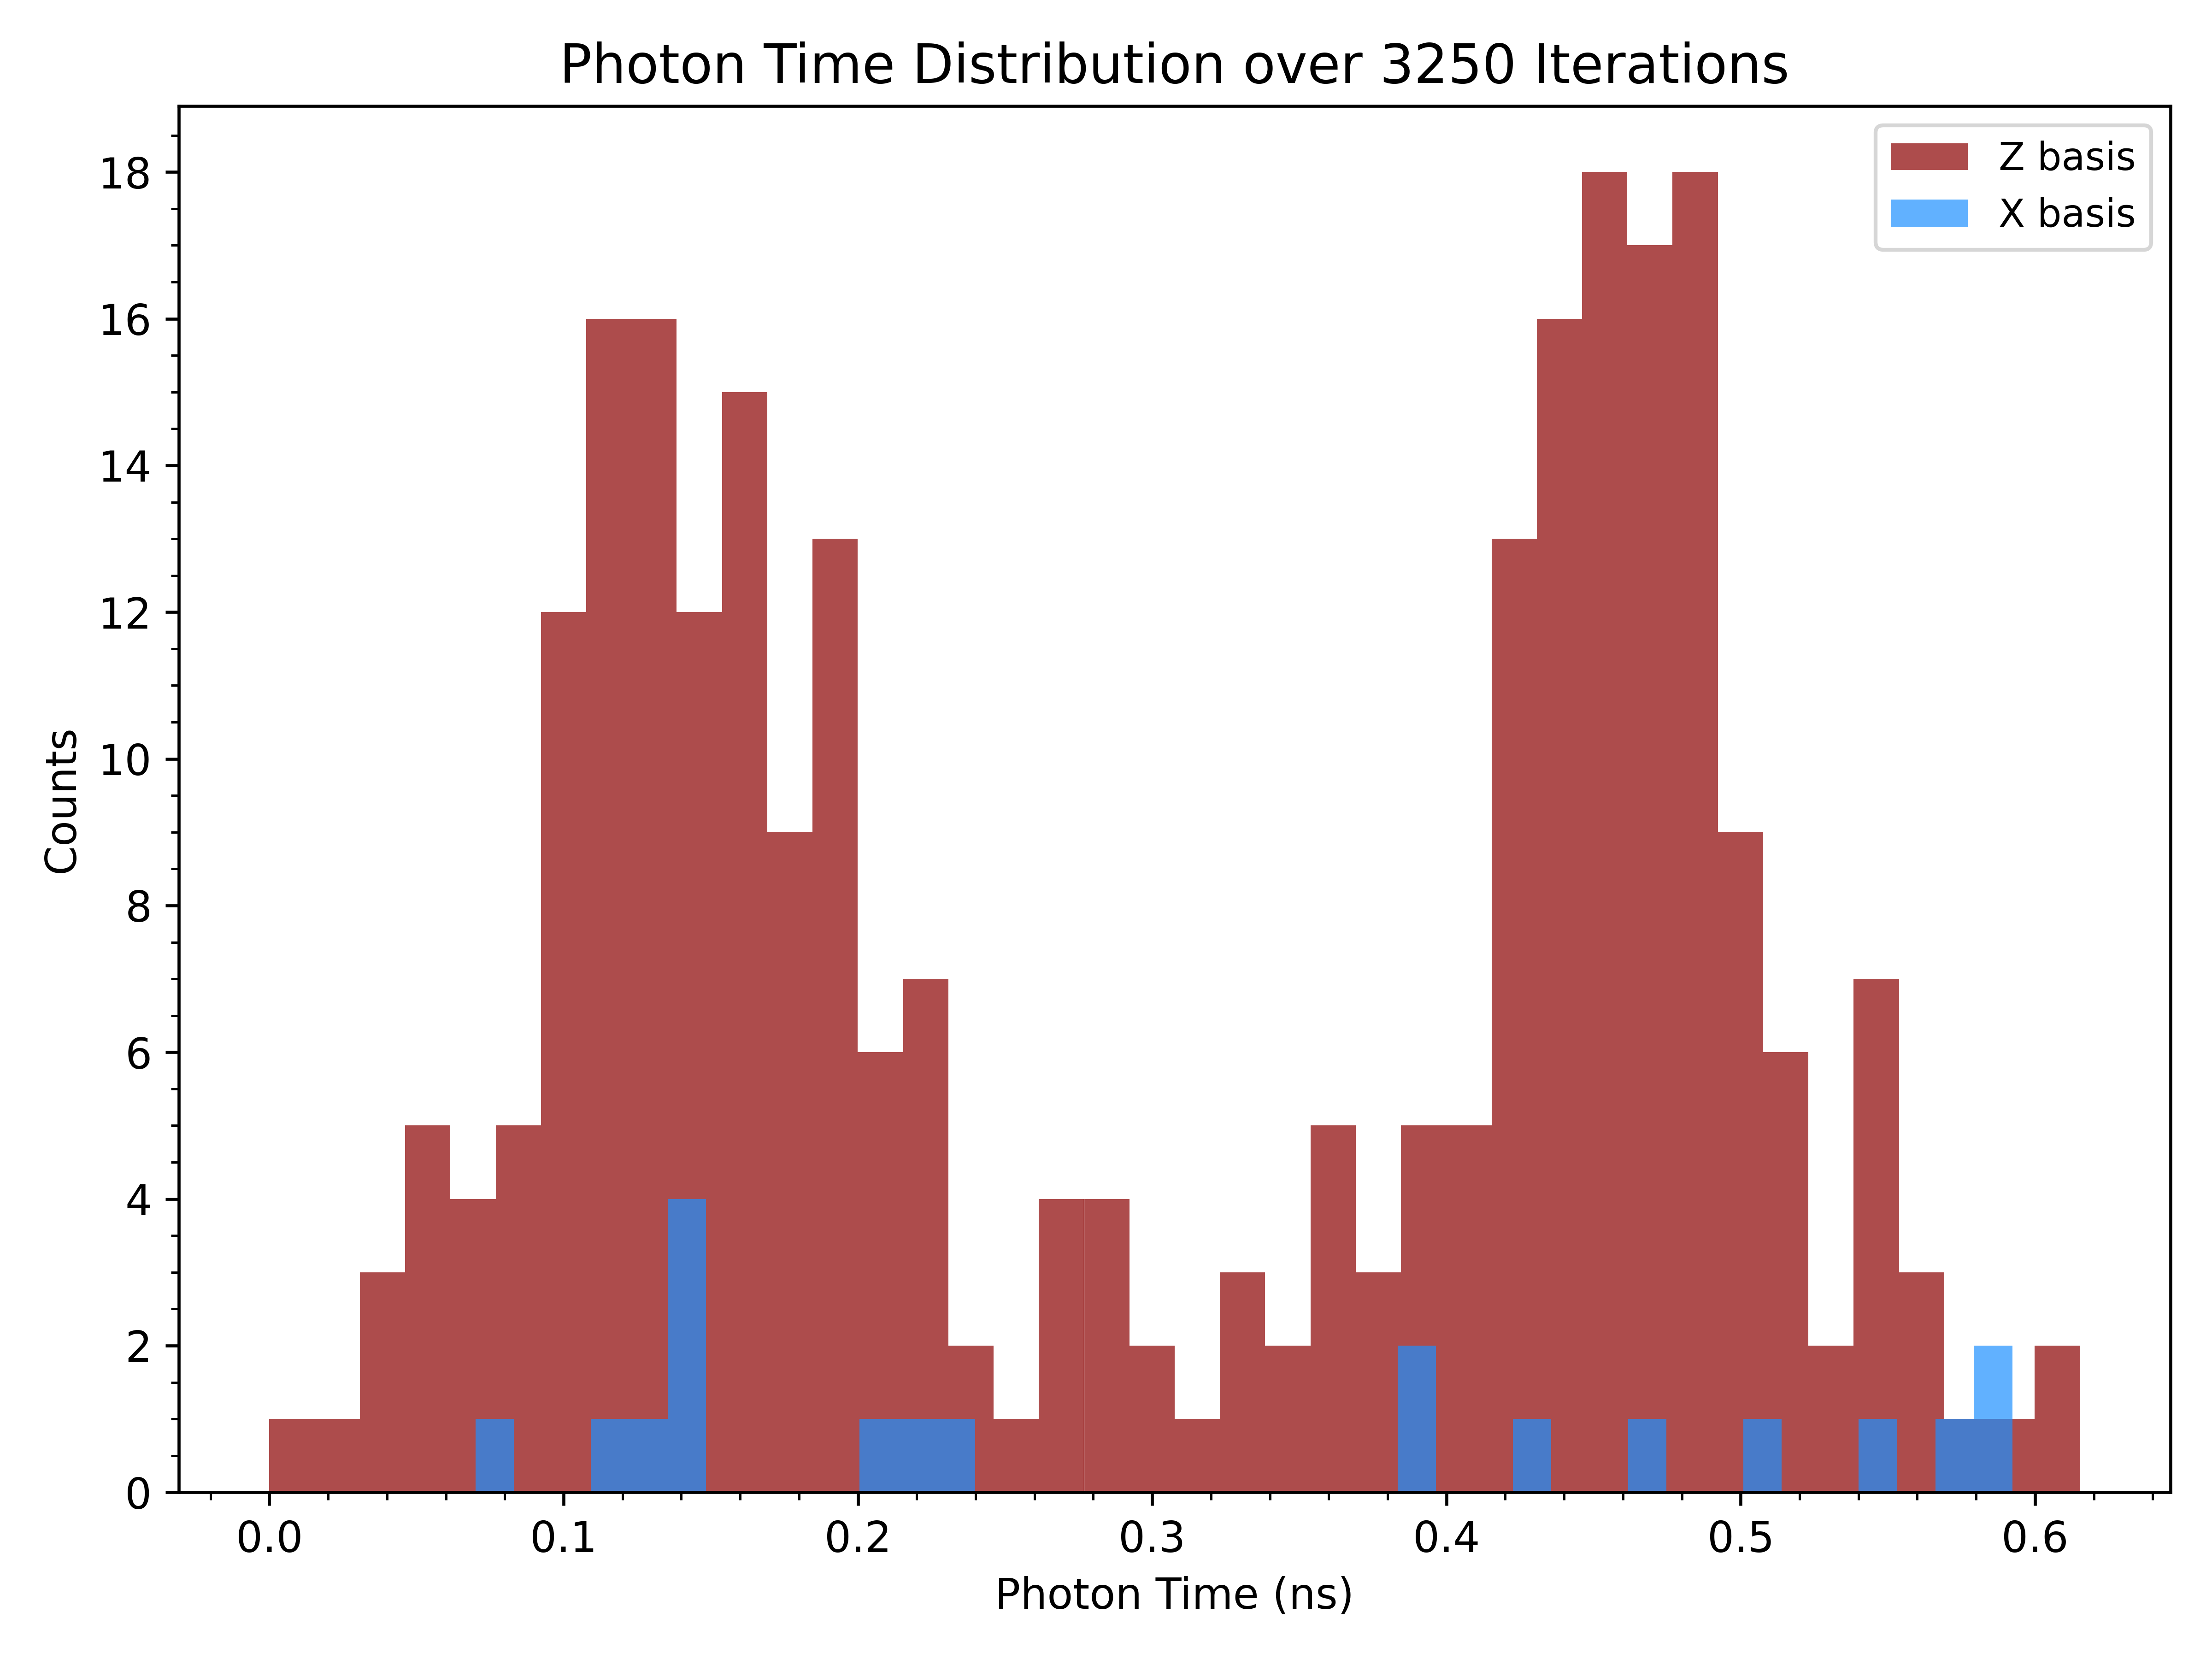 Photon Time Distribution over 3250 Iterations
Z basis
X basis
18
16
14
12
10
8
6
4
2
0
Counts
0.0 0.1 0.2 0.3 0.4 0.5 0.6
Photon Time (ns)